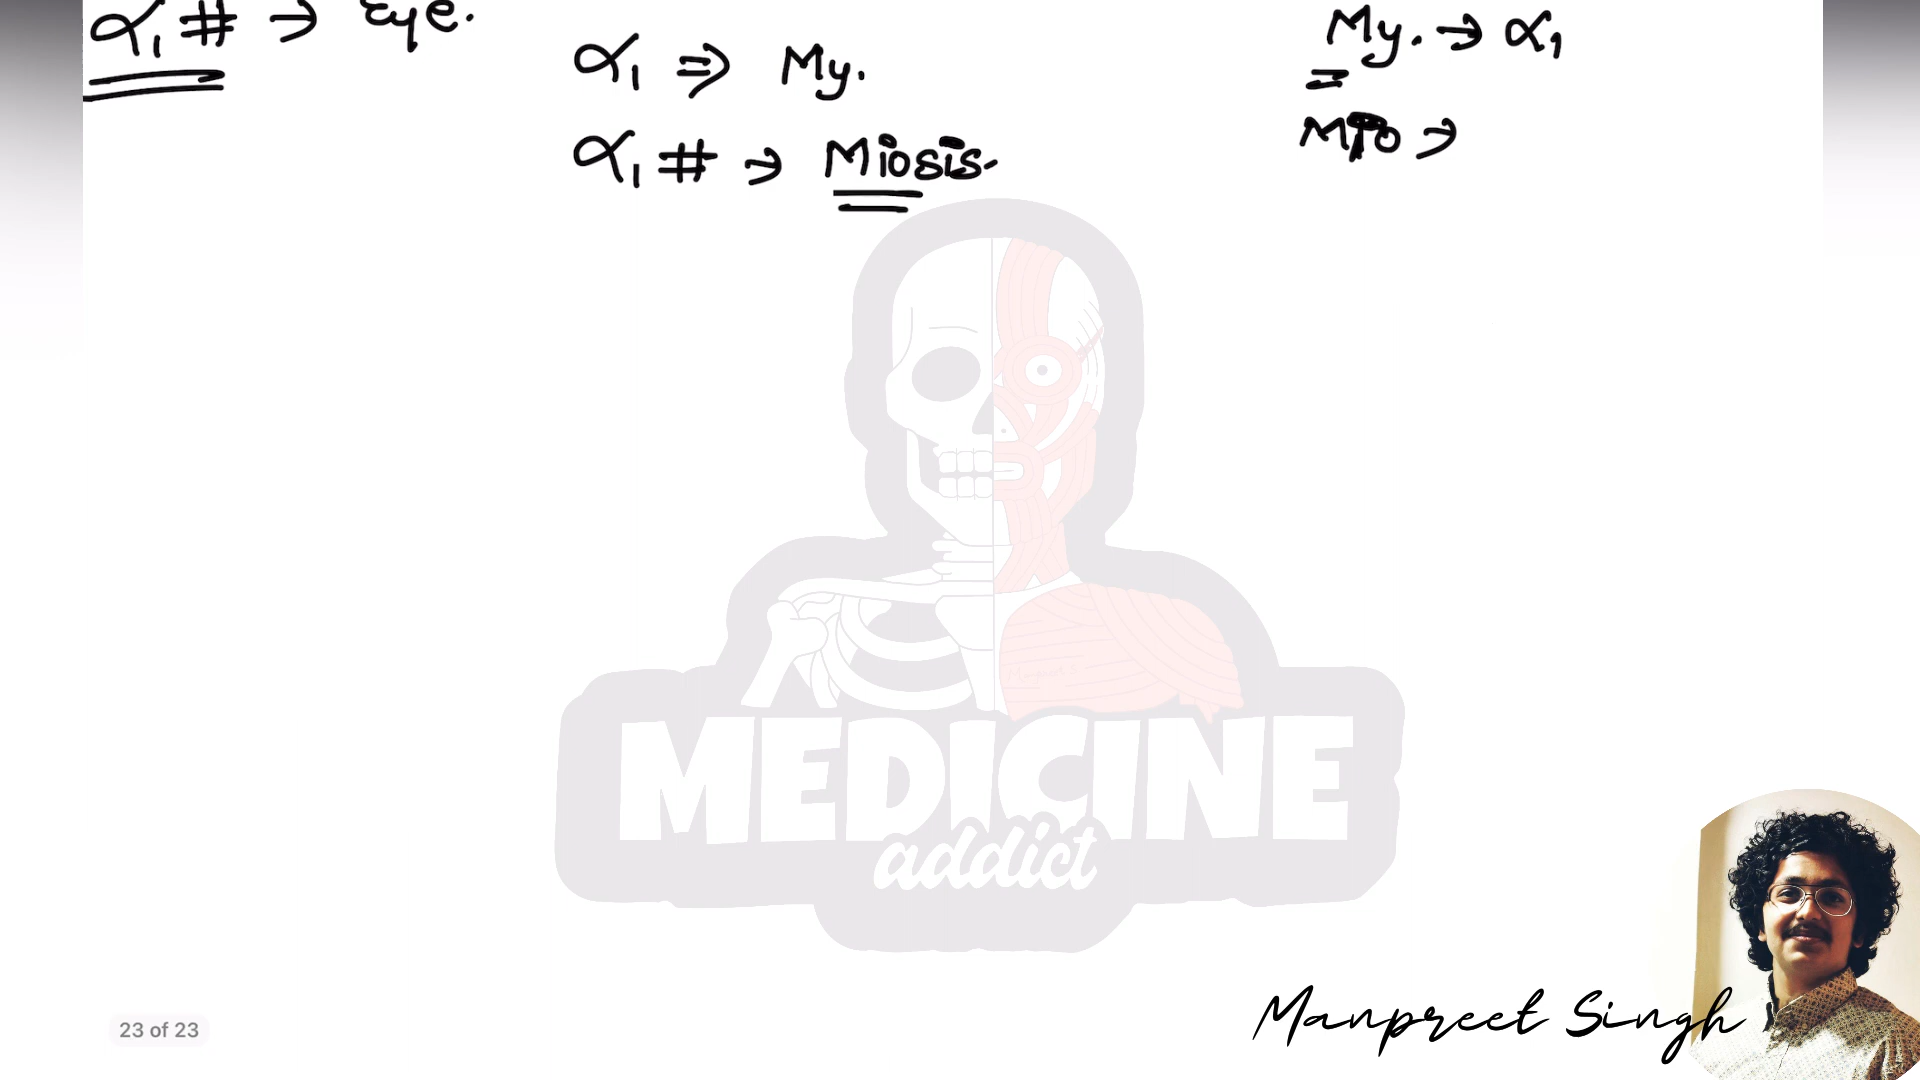 α₁ # → Eye.
α₁ ⇒ My.
α₁ # → Miosis.
My. → α₁
Mio →
MEDICINE
addict
Manpreet Singh
23 of 23